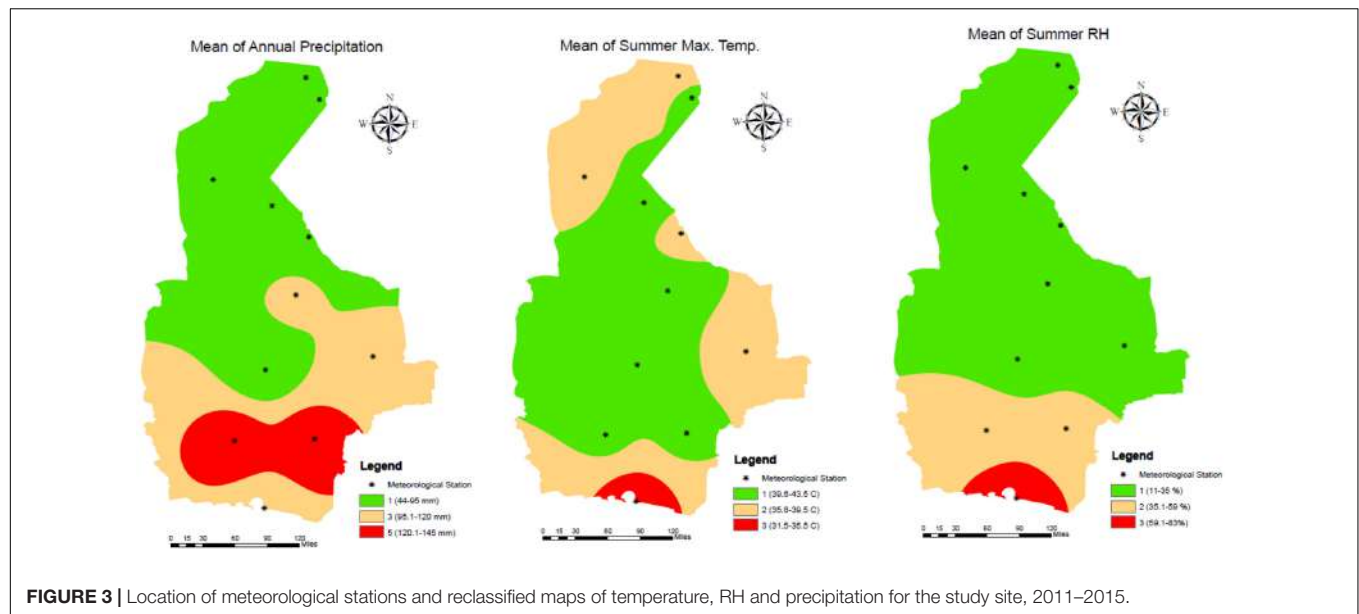 Mean of Annual Precipitation
N
W
E
S
Legend
Meteorological Station
1 (44-95 mm)
3 (95.1-120 mm)
5 (120.1-145 mm)
0 15 30 60 90 120
Miles
Mean of Summer Max. Temp.
N
W
E
S
Legend
Meteorological Station
1 (39.6-43.5 C)
2 (35.6-39.5 C)
3 (31.5-35.5 C)
0 15 30 60 90 120
Miles
Mean of Summer RH
N
W
E
S
Legend
Meteorological Station
1 (11-35 %)
2 (35.1-59 %)
3 (59.1-83%)
0 15 30 60 90 120
Miles
FIGURE 3 | Location of meteorological stations and reclassified maps of temperature, RH and precipitation for the study site, 2011–2015.